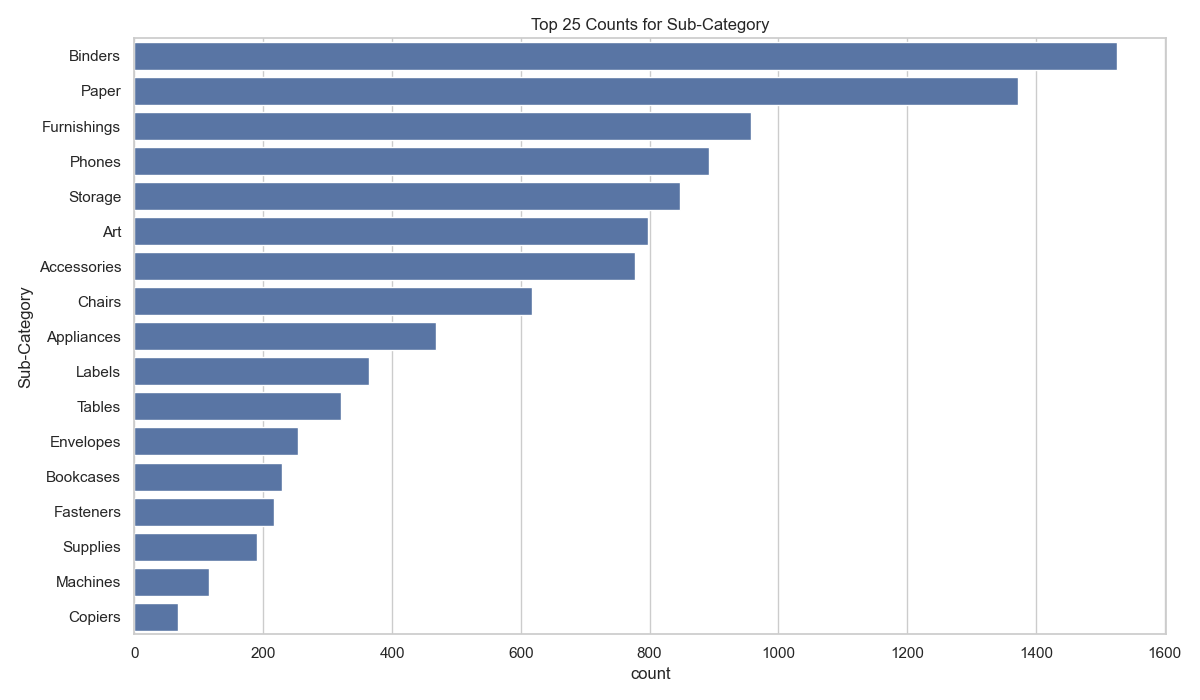 Top 25 Counts for Sub-Category
Sub-Category
Binders
Paper
Furnishings
Phones
Storage
Art
Accessories
Chairs
Appliances
Labels
Tables
Envelopes
Bookcases
Fasteners
Supplies
Machines
Copiers
0 200 400 600 800 1000 1200 1400 1600
count